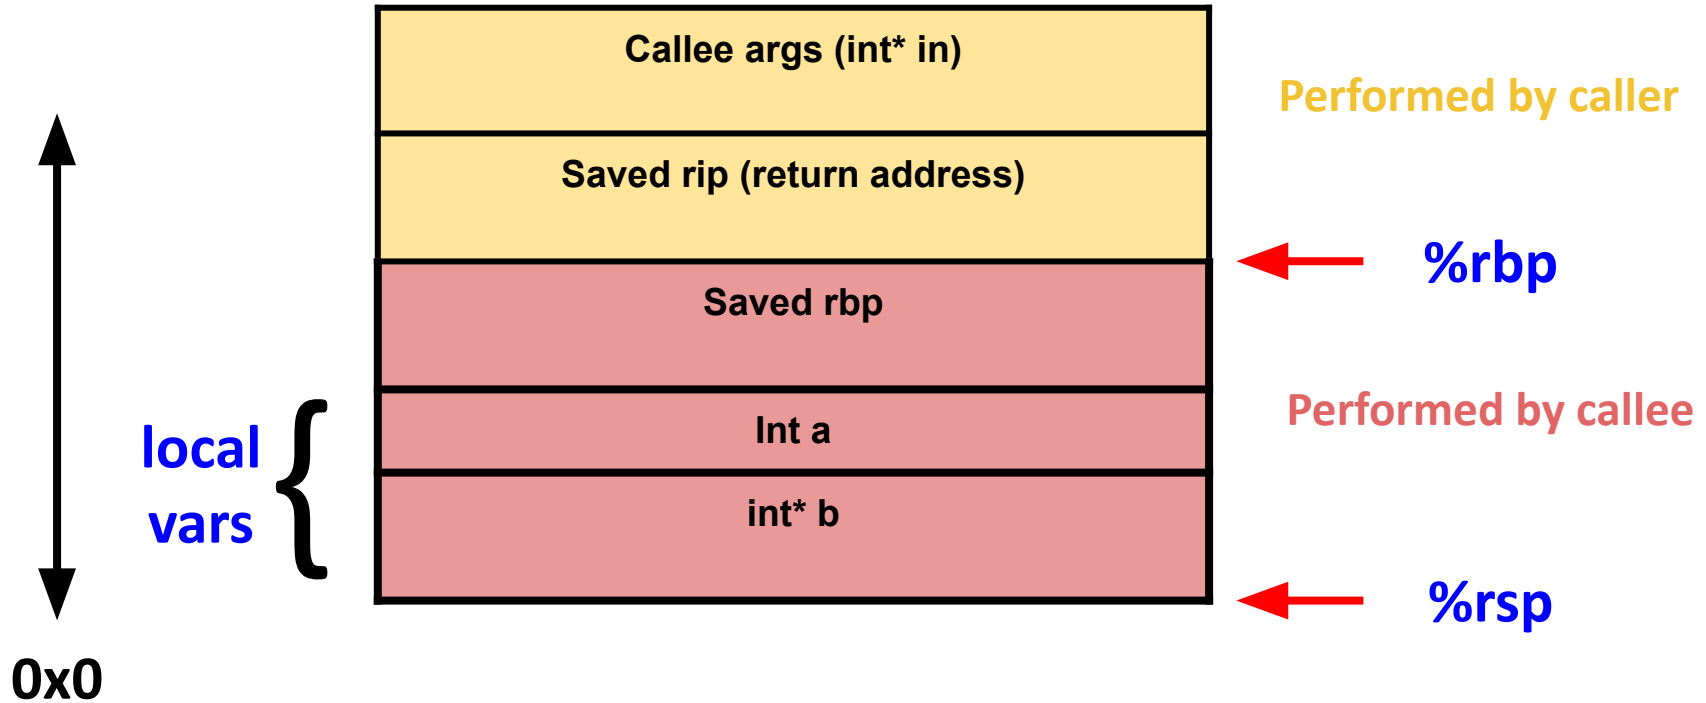 Callee args (int* in)
Performed by caller
Saved rip (return address)
%rbp
Saved rbp
Performed by callee
local
vars
Int a
int* b
%rsp
0x0